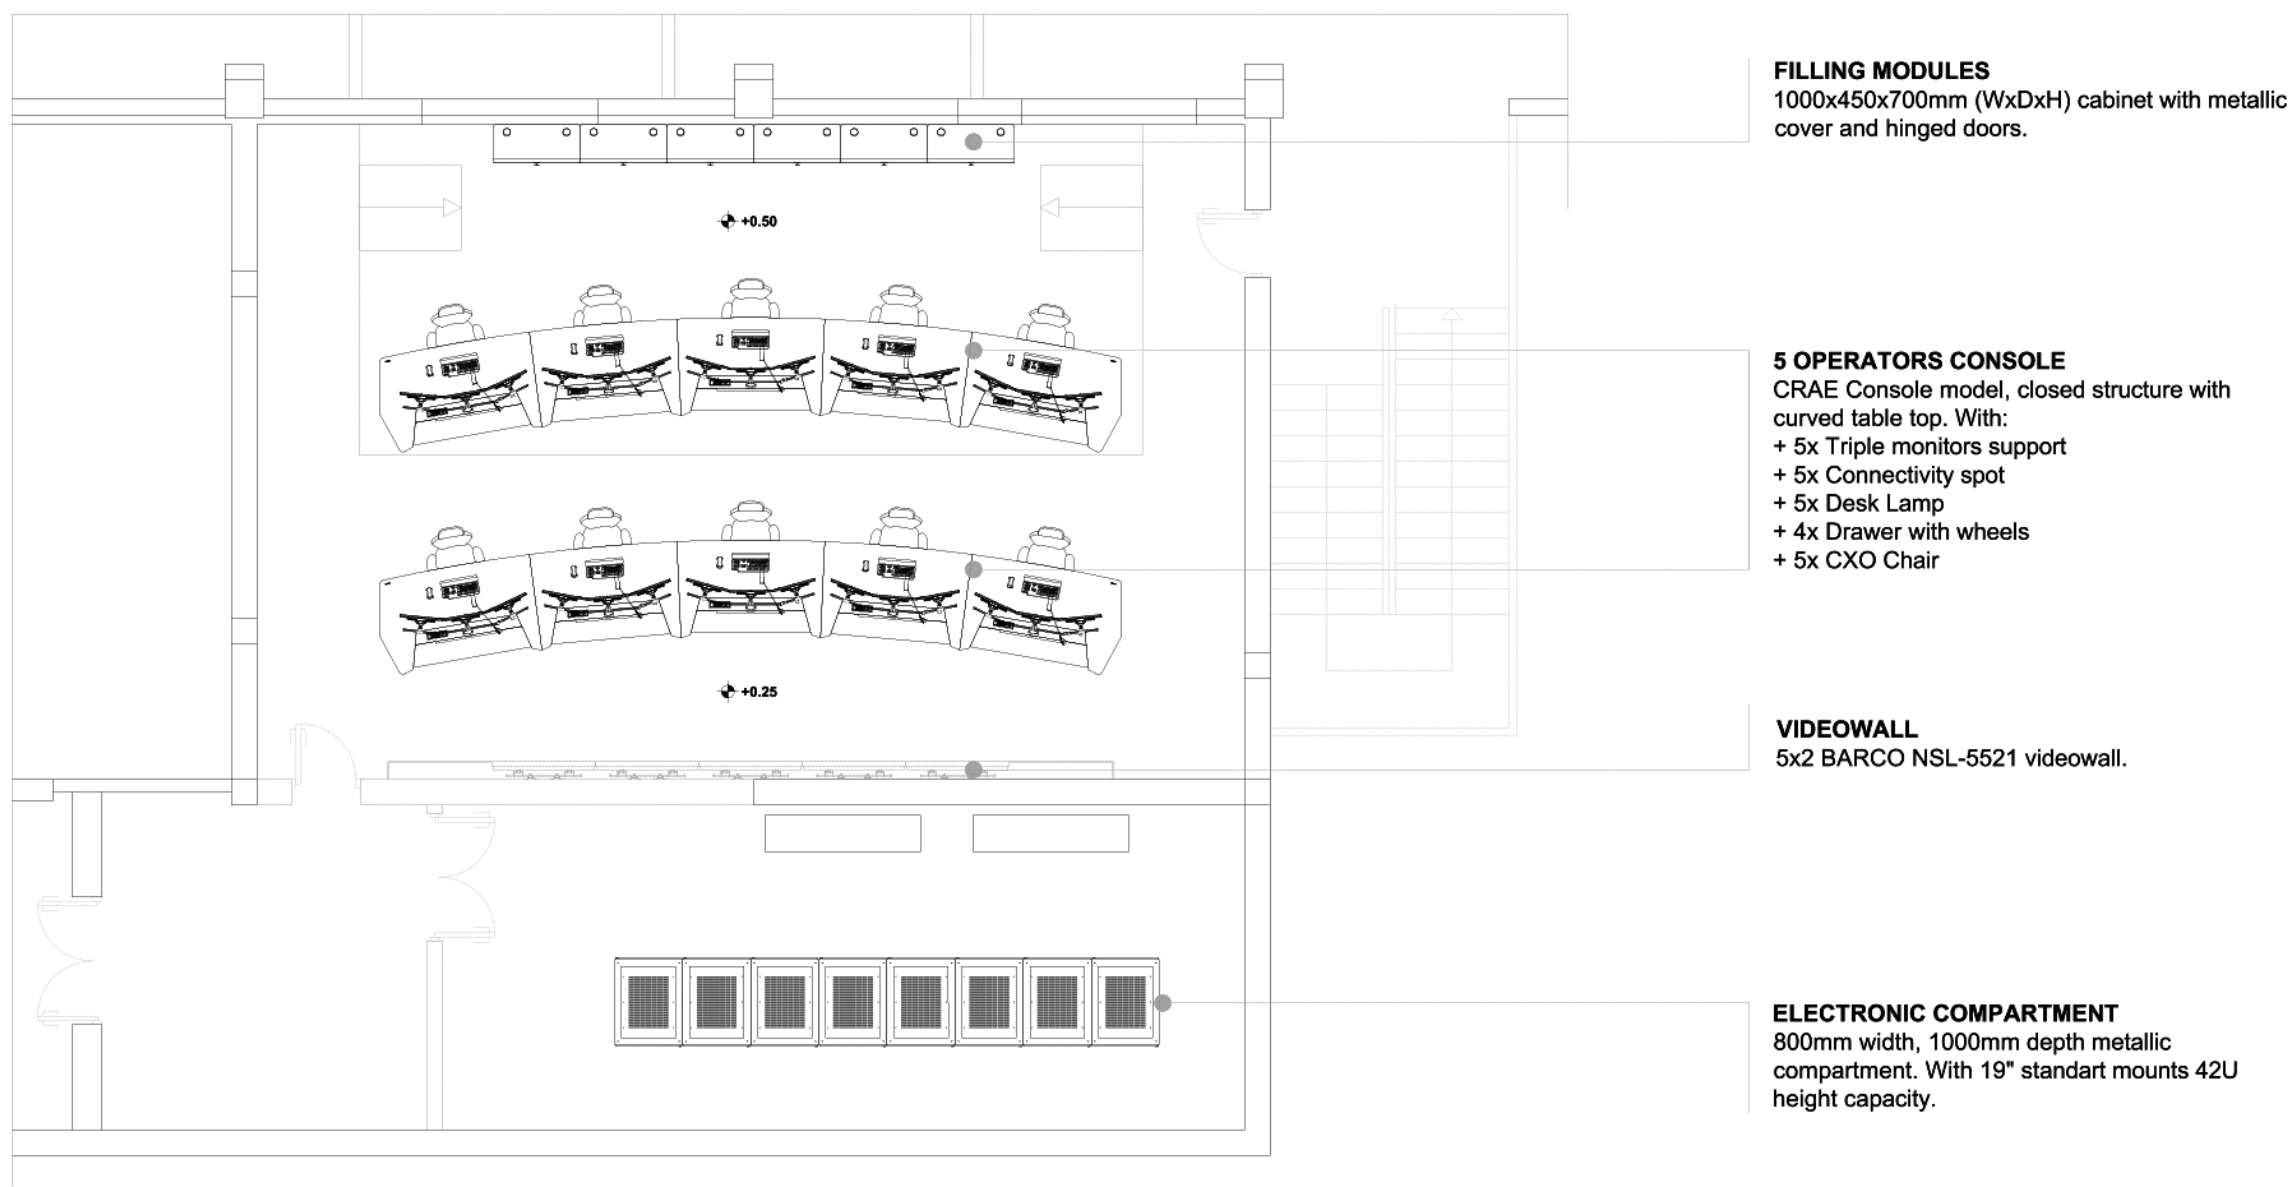 FILLING MODULES
1000x450x700mm (WxDxH) cabinet with metallic
cover and hinged doors.
+0.50
5 OPERATORS CONSOLE
CRAE Console model, closed structure with
curved table top. With:
+ 5x Triple monitors support
+ 5x Connectivity spot
+ 5x Desk Lamp
+ 4x Drawer with wheels
+ 5x CXO Chair
+0.25
VIDEOWALL
5x2 BARCO NSL-5521 videowall.
ELECTRONIC COMPARTMENT
800mm width, 1000mm depth metallic
compartment. With 19" standart mounts 42U
height capacity.